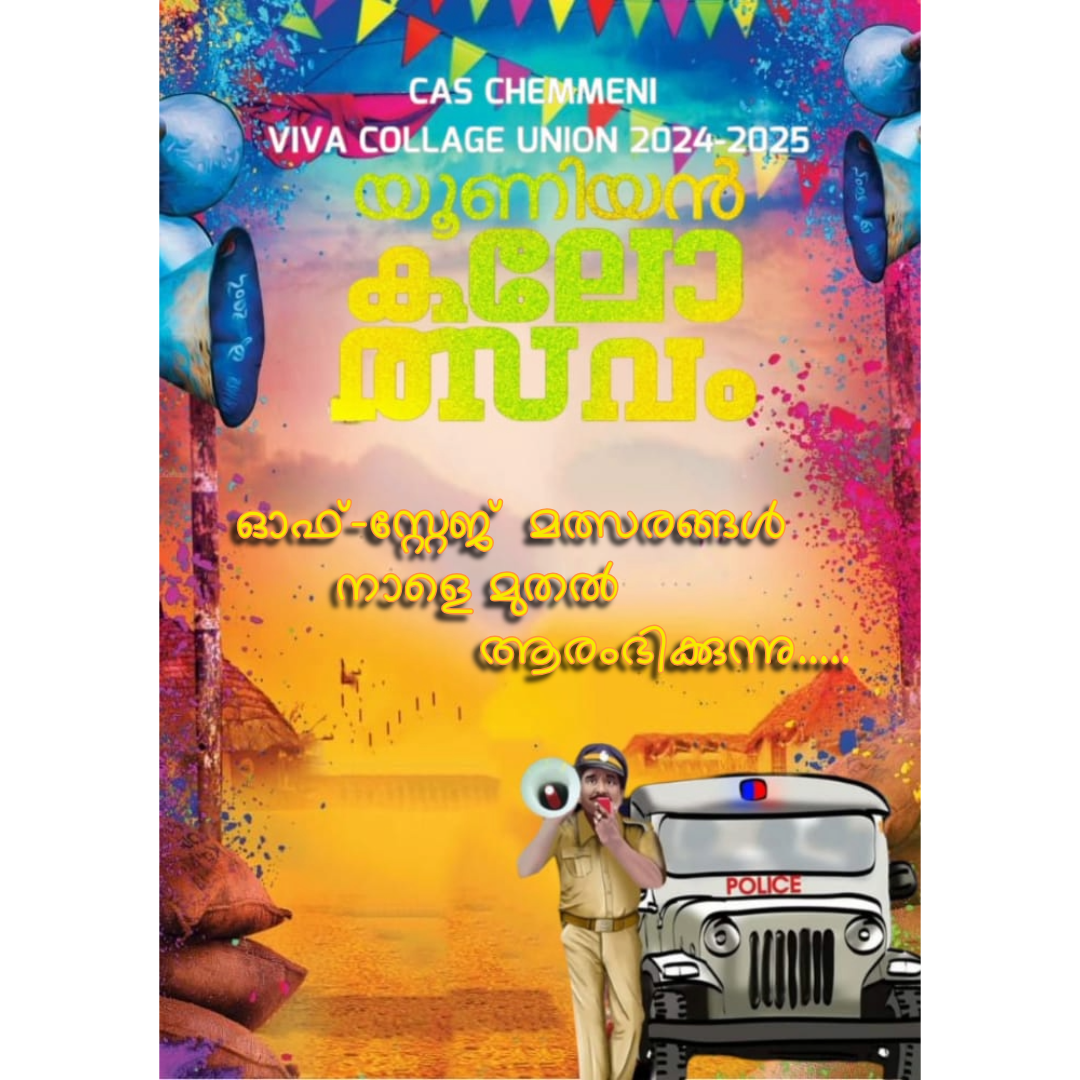 CAS CHEMMENI
VIVA COLLAGE UNION 2024-2025
യൂണിയൻ
കലോ
ത്സവം
ഓഫ്-സ്റ്റേജ് മത്സരങ്ങൾ
നാളെ മുതൽ
ആരംഭിക്കുന്നു.....
POLICE